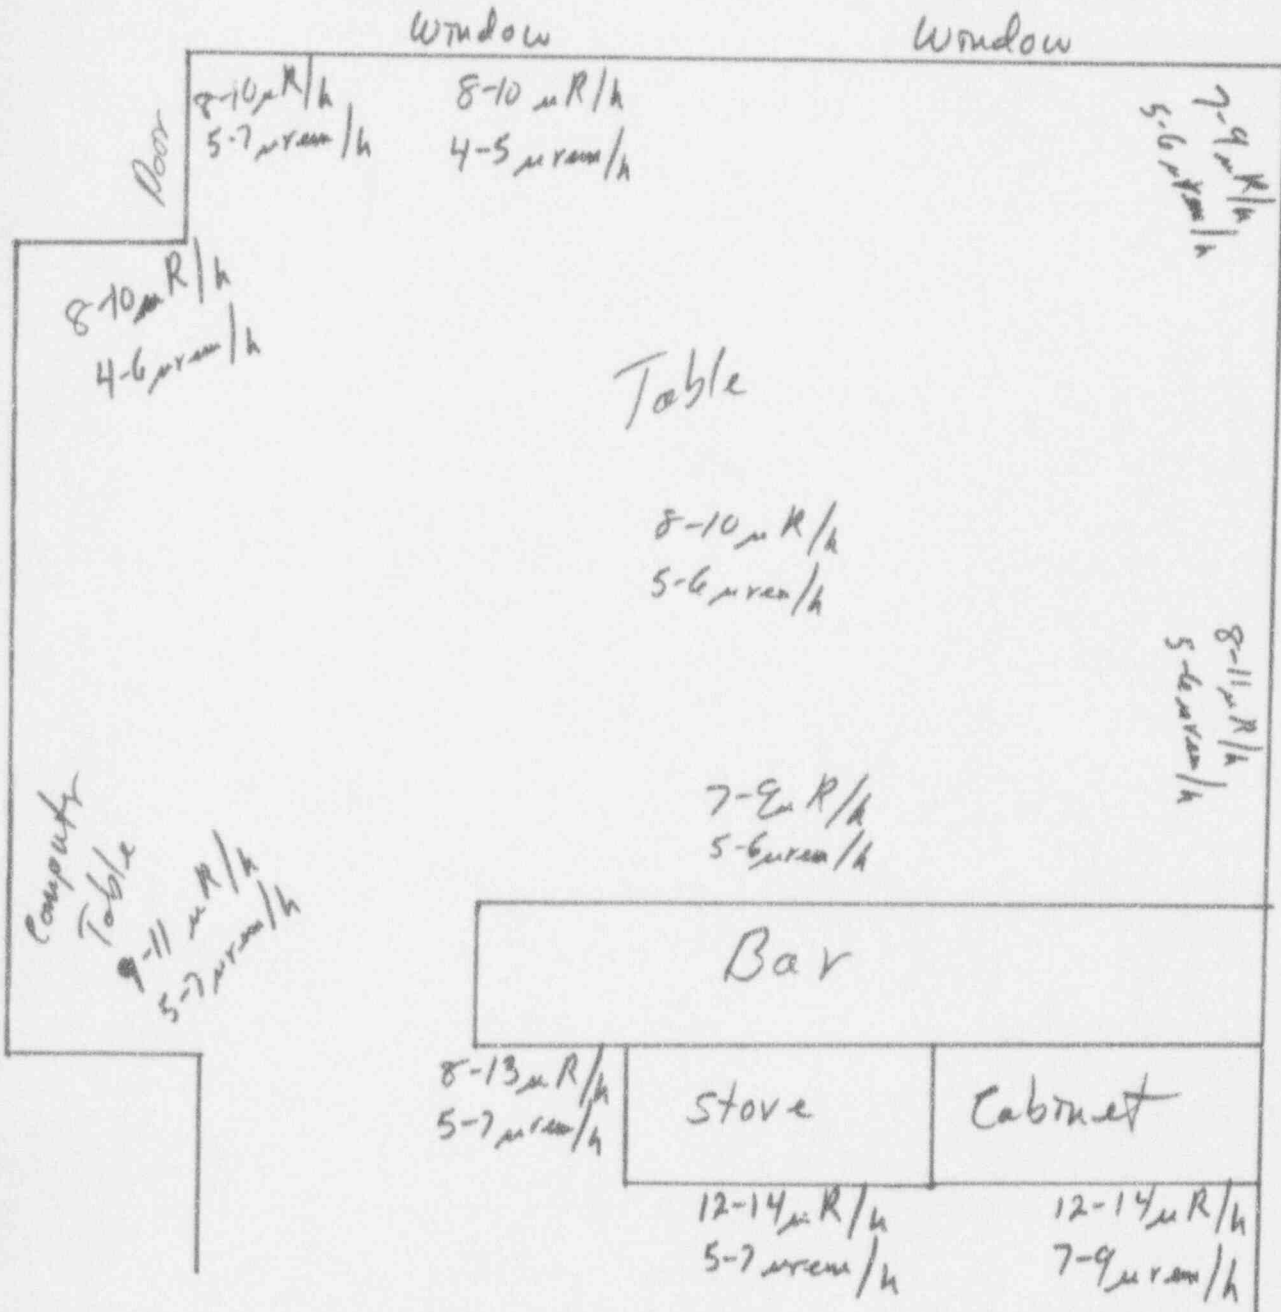 Window
Window
Door
8-10 μR/h
5-7 μrem/h
8-10 μR/h
4-5 μrem/h
7-9 μR/h
5-6 μrem/h
8-10 μR/h
4-6 μrem/h
Table
8-10 μR/h
5-6 μrem/h
8-11 μR/h
5-6 μrem/h
7-9μ R/h
5-6 μrem/h
Computer
Table
9-11 μR/h
5-7 μrem/h
Bar
8-13 μR/h
5-7 μrem/h
Stove
Cabinet
12-14 μR/h
5-7 μrem/h
12-14 μR/h
7-9 μrem/h